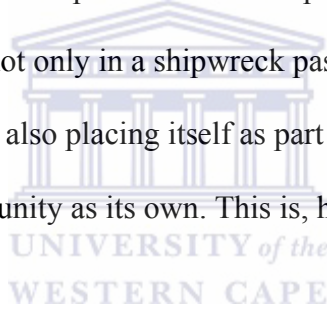 not only in a shipwreck pas
also placing itself as part
unity as its own. This is, h
UNIVERSITY of the
WESTERN CAPE